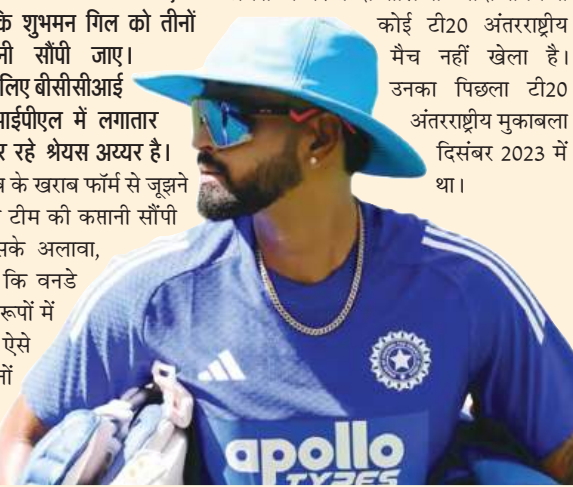 कि शुभमन गिल को तीनों
सौंपी जाए।
लिए बीसीसीआई
आईपीएल में लगातार
रहे श्रेयस अय्यर है।
के खराब फॉर्म से जूझने
टीम की कप्तानी सौंपी
अलावा,
कि वनडे
रूपों में
ऐसे
कोई टी20 अंतरराष्ट्रीय
मैच नहीं खेला है।
उनका पिछला टी20
अंतरराष्ट्रीय मुकाबला
दिसंबर 2023 में
था।
apollo
TYRES